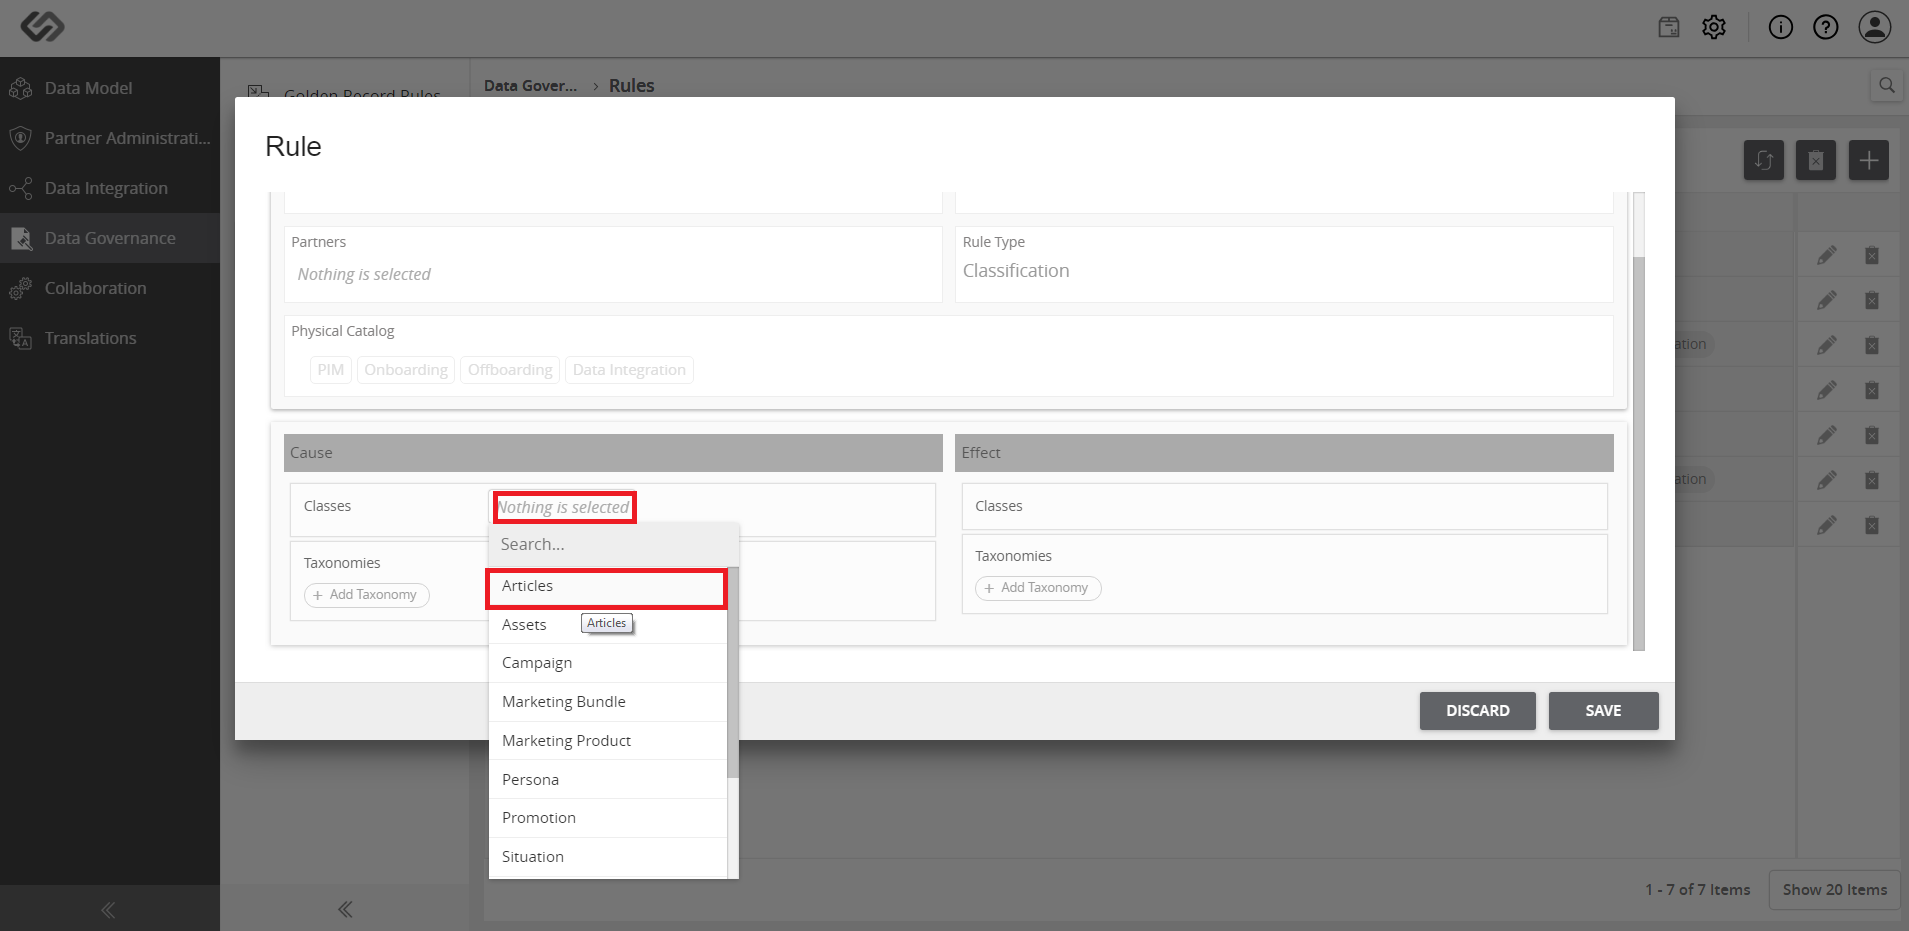 Data Model
Partner Administrati...
Data Integration
Data Governance
Collaboration
Translations
Golden Record Rules
Data Gover... › Rules
Rule
Partners
Nothing is selected
Rule Type
Classification
Physical Catalog
PIM Onboarding Offboarding Data Integration
Cause
Effect
Classes
Nothing is selected
Search...
Articles
Articles
Assets
Campaign
Marketing Bundle
Marketing Product
Persona
Promotion
Situation
Taxonomies
+ Add Taxonomy
Classes
Taxonomies
+ Add Taxonomy
DISCARD
SAVE
ation
ation
1 - 7 of 7 Items
Show 20 Items